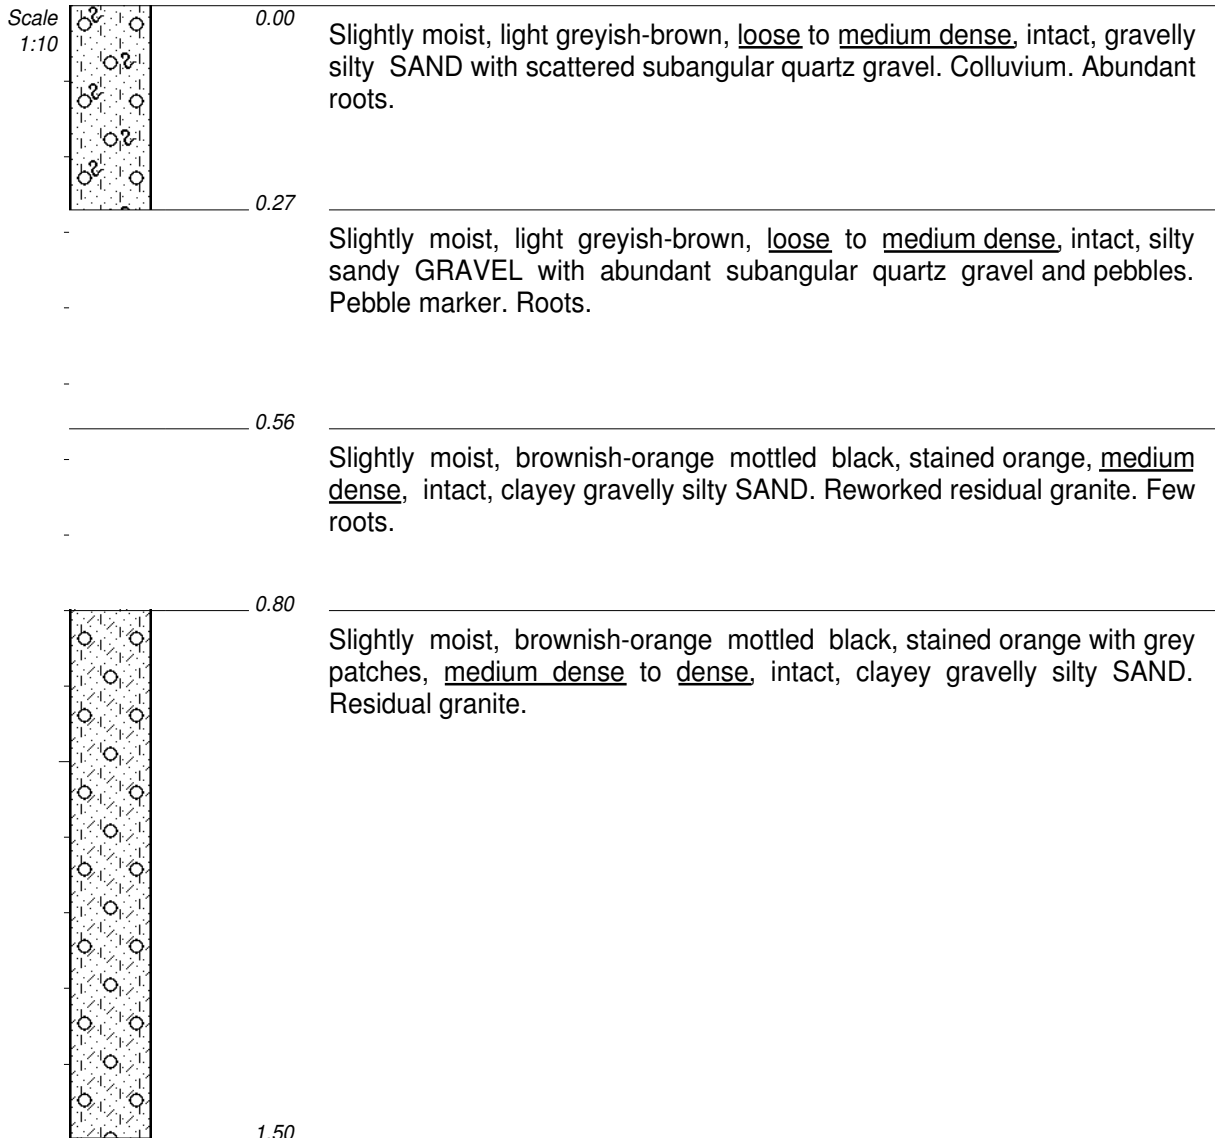 Scale
1:10
0.00
Slightly moist, light greyish-brown, loose to medium dense, intact, gravelly
silty SAND with scattered subangular quartz gravel. Colluvium. Abundant
roots.
0.27
Slightly moist, light greyish-brown, loose to medium dense, intact, silty
sandy GRAVEL with abundant subangular quartz gravel and pebbles.
Pebble marker. Roots.
0.56
Slightly moist, brownish-orange mottled black, stained orange, medium
dense, intact, clayey gravelly silty SAND. Reworked residual granite. Few
roots.
0.80
Slightly moist, brownish-orange mottled black, stained orange with grey
patches, medium dense to dense, intact, clayey gravelly silty SAND.
Residual granite.
1.50